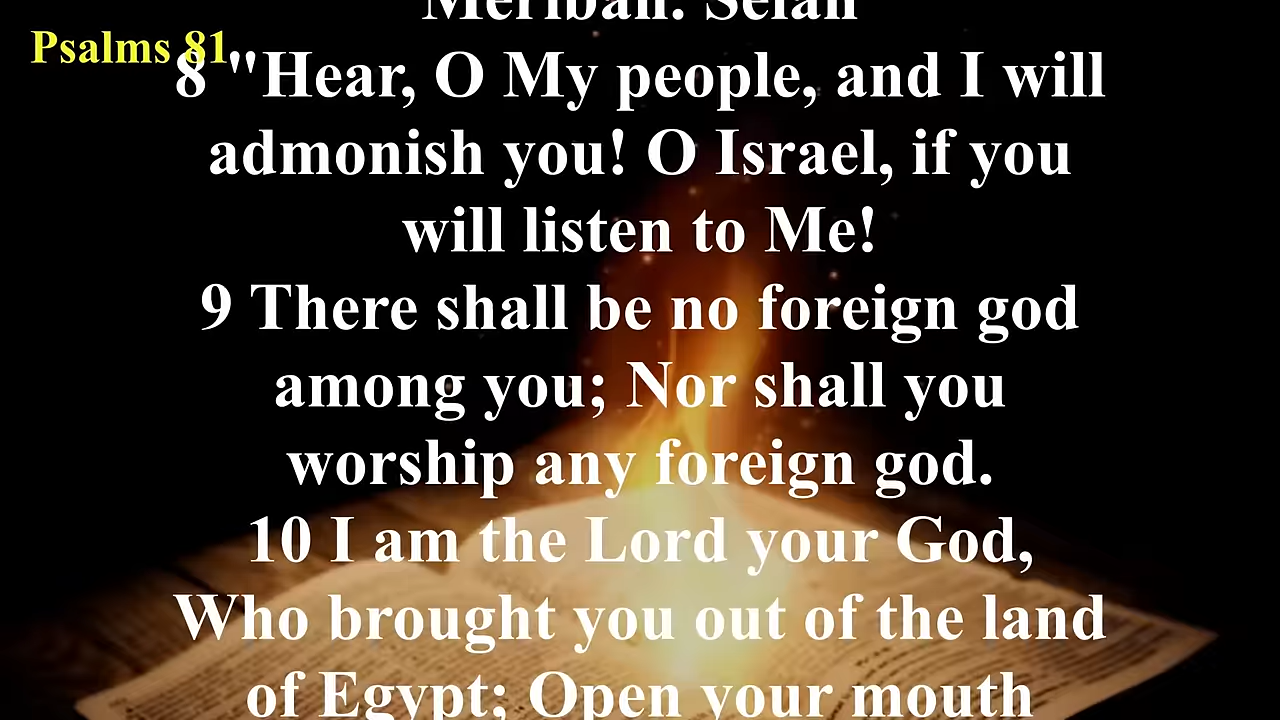 Meribah. Selah
Psalms 81
8 "Hear, O My people, and I will
admonish you! O Israel, if you
will listen to Me!
9 There shall be no foreign god
among you; Nor shall you
worship any foreign god.
10 I am the Lord your God,
Who brought you out of the land
of Egypt; Open your mouth